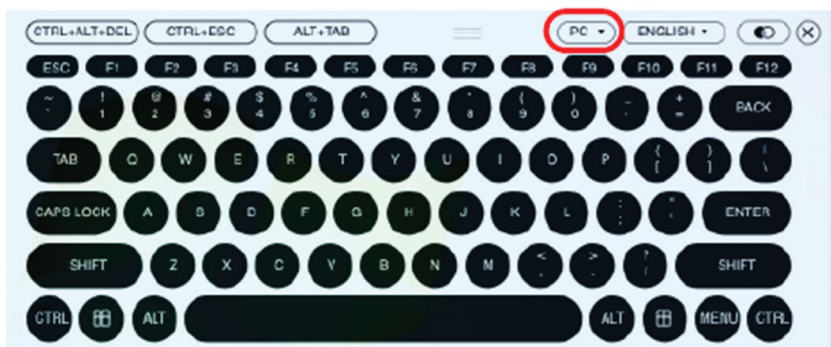 CTRL+ALT+DEL CTRL+ESC ALT+TAB PC ENGLISH
ESC F1 F2 F3 F4 F5 F6 F7 F8 F9 F10 F11 F12
~ ! @ # $ % ^ & * ( ) - +
1 2 3 4 5 6 7 8 9 0 = BACK
TAB Q W E R T Y U I O P { [ } ] | \
CAPS LOCK A S D F G H J K L : ; " ENTER
SHIFT Z X C V B N M < > ? / SHIFT
CTRL ALT ALT MENU CTRL